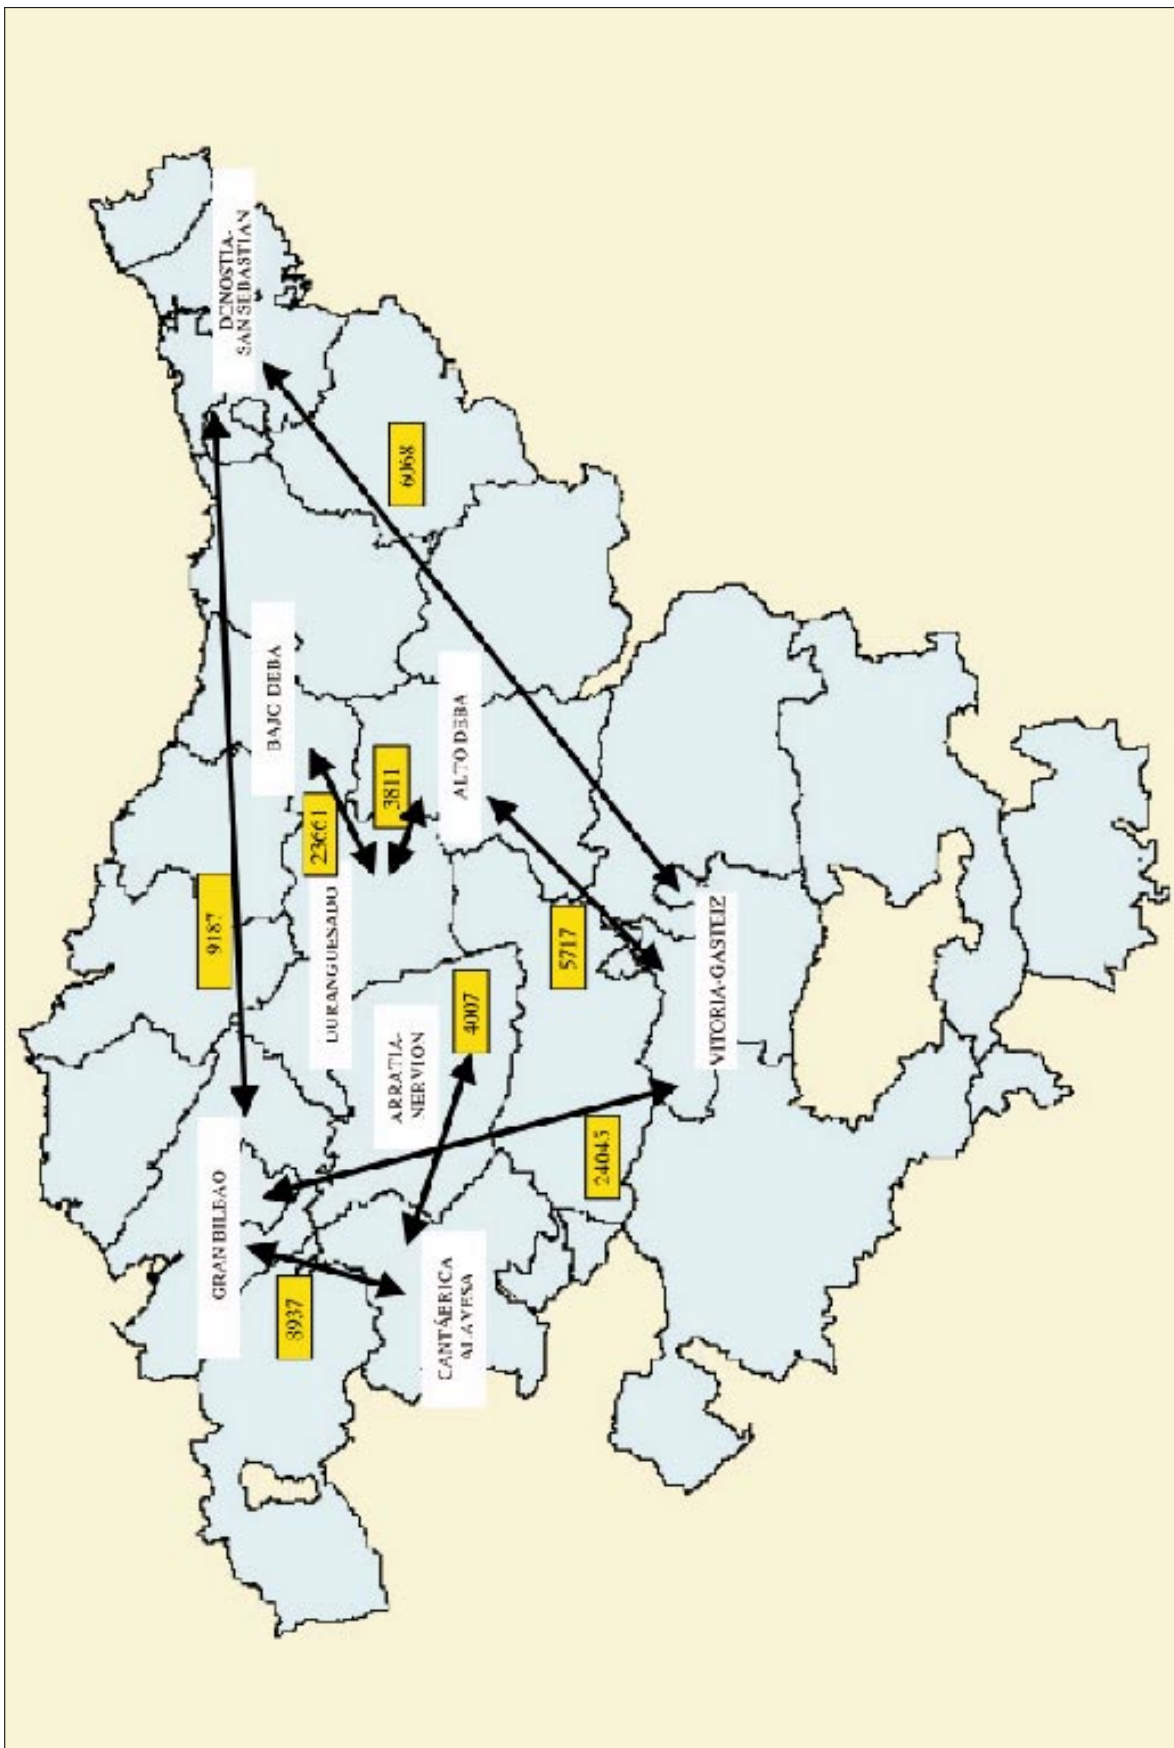 GRAN BILBAO
9187
DONOSTIA-
SAN SEBASTIAN
BAJO DEBA
8937
23661
DURANGUESADO
3811
ARRATIA-
NERVION
6068
CANTÁBRICA
ALAVESA
4007
ALTO DEBA
5717
24045
VITORIA-GASTEIZ